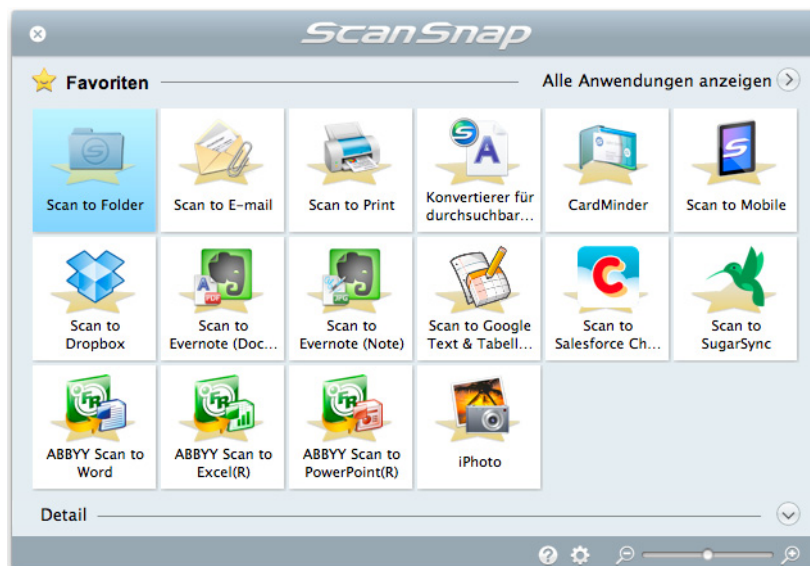 ScanSnap
Favoriten
Alle Anwendungen anzeigen
Scan to Folder
Scan to E-mail
Scan to Print
Konvertierer für
durchsuchbar...
CardMinder
Scan to Mobile
Scan to
Dropbox
Scan to
Evernote (Doc...
Scan to
Evernote (Note)
Scan to Google
Text & Tabell...
Scan to
Salesforce Ch...
Scan to
SugarSync
ABBYY Scan to
Word
ABBYY Scan to
Excel(R)
ABBYY Scan to
PowerPoint(R)
iPhoto
Detail